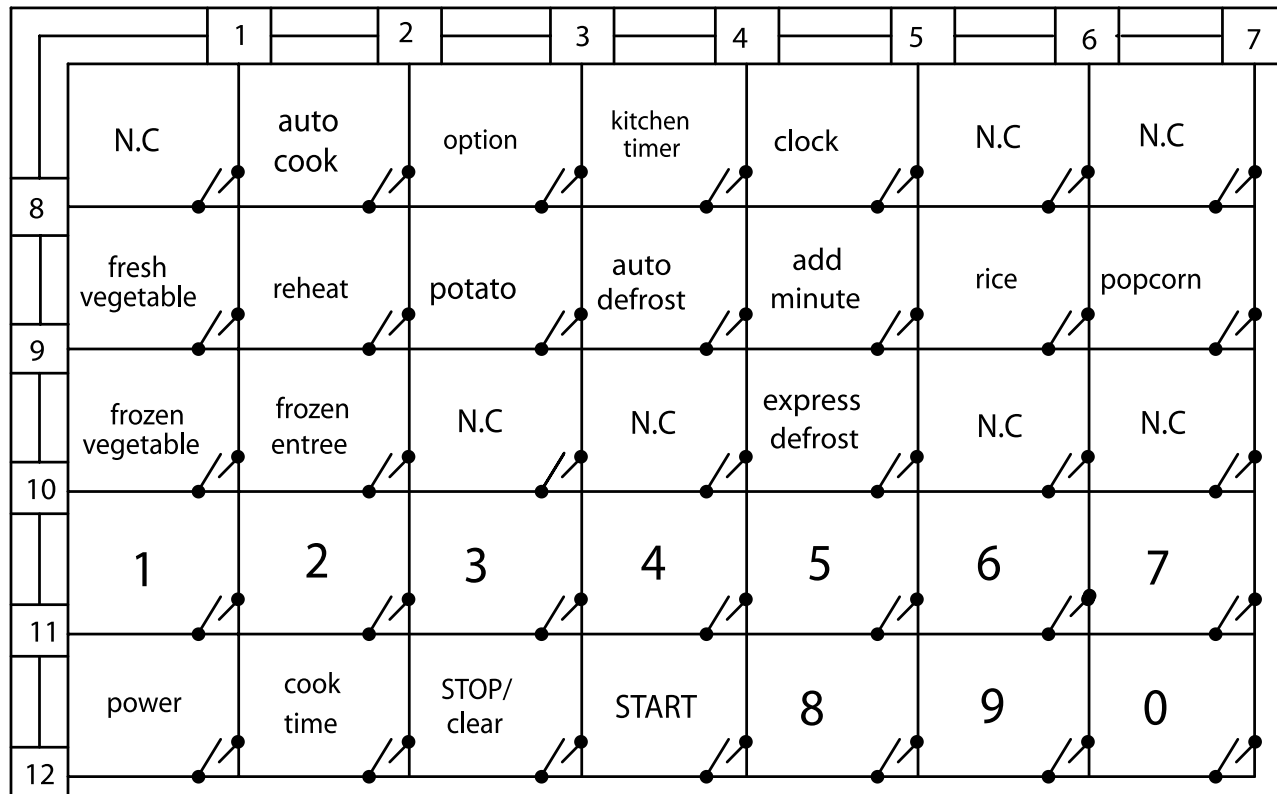 1 2 3 4 5 6 7
N.C auto cook option kitchen timer clock N.C N.C
8
fresh vegetable reheat potato auto defrost add minute rice popcorn
9
frozen vegetable frozen entree N.C N.C express defrost N.C N.C
10
1 2 3 4 5 6 7
11
power cook time STOP/ clear START 8 9 0
12